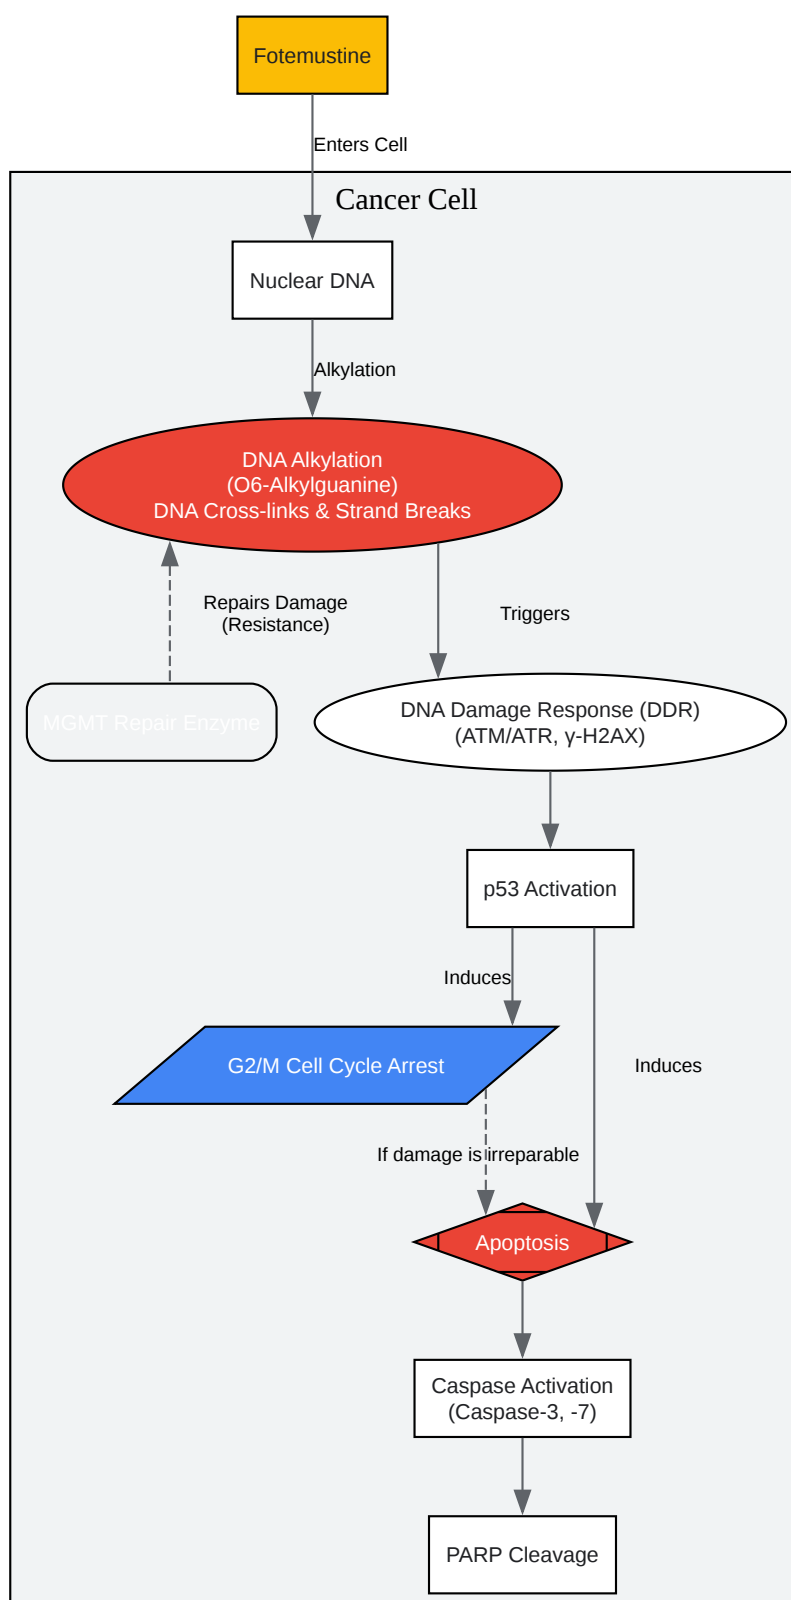 Fotemustine
Enters Cell
Cancer Cell
Nuclear DNA
Alkylation
DNA Alkylation
(O6-Alkylguanine)
DNA Cross-links & Strand Breaks
Repairs Damage
(Resistance)
Triggers
MGMT Repair Enzyme
DNA Damage Response (DDR)
(ATM/ATR, γ-H2AX)
p53 Activation
Induces
G2/M Cell Cycle Arrest
Induces
If damage is irreparable
Apoptosis
Caspase Activation
(Caspase-3, -7)
PARP Cleavage